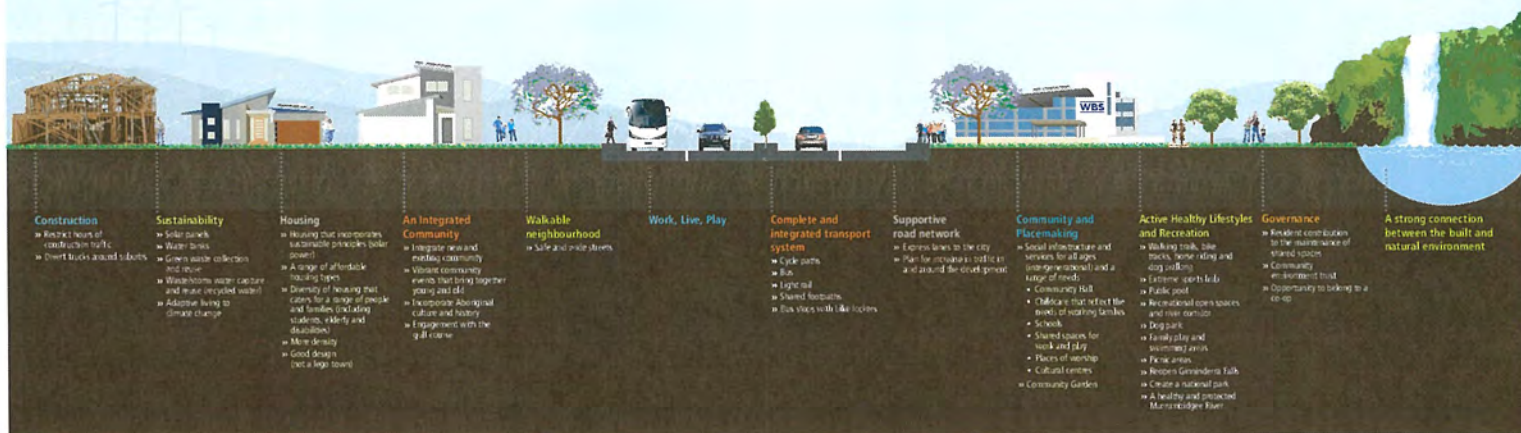 WBS
Construction
» Restrict hours of
construction traffic
» Divert trucks around suburbs
Sustainability
» Solar panels
» Water tanks
» Green waste collection
and reuse
» Waste/storm water capture
and reuse (recycled water)
» Adaptive living to
climate change
Housing
» Housing that incorporates
sustainable principles (solar
power)
» A range of affordable
housing types
» Diversity of housing that
caters for a range of people
and families (including
students, elderly and
disabilities)
» More density
» Good design
(not a lego town)
An Integrated
Community
» Integrate new and
existing community
» Vibrant community
events that bring together
young and old
» Incorporate Aboriginal
culture and history
» Engagement with the
golf course
Walkable
neighbourhood
» Safe and wide streets
Work, Live, Play
Complete and
integrated transport
system
» Cycle paths
» Bus
» Light rail
» Shared footpaths
» Bus stops with bike lockers
Supportive
road network
» Express lanes to the city
» Plan for increase in traffic in
and around the development
Community and
Placemaking
» Social infrastructure and
services for all ages
(intergenerational) and a
range of needs
• Community Hall
• Childcare that reflect the
needs of working families
• Schools
• Shared spaces for
work and play
• Places of worship
• Cultural centres
» Community Garden
Active Healthy Lifestyles
and Recreation
» Walking trails, bike
tracks, horse riding and
dog walking
» Extreme sports hub
» Public pool
» Recreational open spaces
and river corridor
» Dog park
» Family play and
swimming areas
» Picnic areas
» Reopen Ginninderra Falls
» Create a national park
» A healthy and protected
Murrumbidgee River
Governance
» Resident contribution
to the maintenance of
shared spaces
» Community
environment trust
» Opportunity to belong to a
co-op
A strong connection
between the built and
natural environment